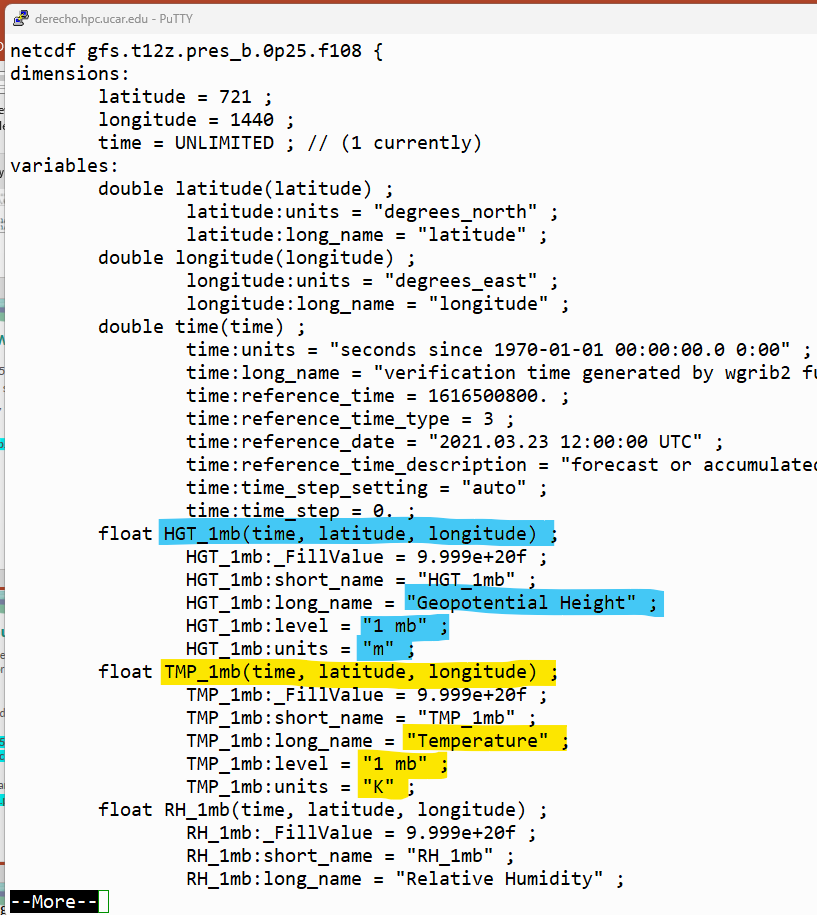 derecho.hpc.ucar.edu - PuTTY
netcdf gfs.t12z.pres_b.0p25.f108 {
dimensions:
latitude = 721 ;
longitude = 1440 ;
time = UNLIMITED ; // (1 currently)
variables:
double latitude(latitude) ;
latitude:units = "degrees_north" ;
latitude:long_name = "latitude" ;
double longitude(longitude) ;
longitude:units = "degrees_east" ;
longitude:long_name = "longitude" ;
double time(time) ;
time:units = "seconds since 1970-01-01 00:00:00.0 0:00" ;
time:long_name = "verification time generated by wgrib2 fu
time:reference_time = 1616500800. ;
time:reference_time_type = 3 ;
time:reference_date = "2021.03.23 12:00:00 UTC" ;
time:reference_time_description = "forecast or accumulated
time:time_step_setting = "auto" ;
time:time_step = 0. ;
float HGT_1mb(time, latitude, longitude) ;
HGT_1mb:_FillValue = 9.999e+20f ;
HGT_1mb:short_name = "HGT_1mb" ;
HGT_1mb:long_name = "Geopotential Height" ;
HGT_1mb:level = "1 mb" ;
HGT_1mb:units = "m" ;
float TMP_1mb(time, latitude, longitude) ;
TMP_1mb:_FillValue = 9.999e+20f ;
TMP_1mb:short_name = "TMP_1mb" ;
TMP_1mb:long_name = "Temperature" ;
TMP_1mb:level = "1 mb" ;
TMP_1mb:units = "K" ;
float RH_1mb(time, latitude, longitude) ;
RH_1mb:_FillValue = 9.999e+20f ;
RH_1mb:short_name = "RH_1mb" ;
RH_1mb:long_name = "Relative Humidity" ;
--More--